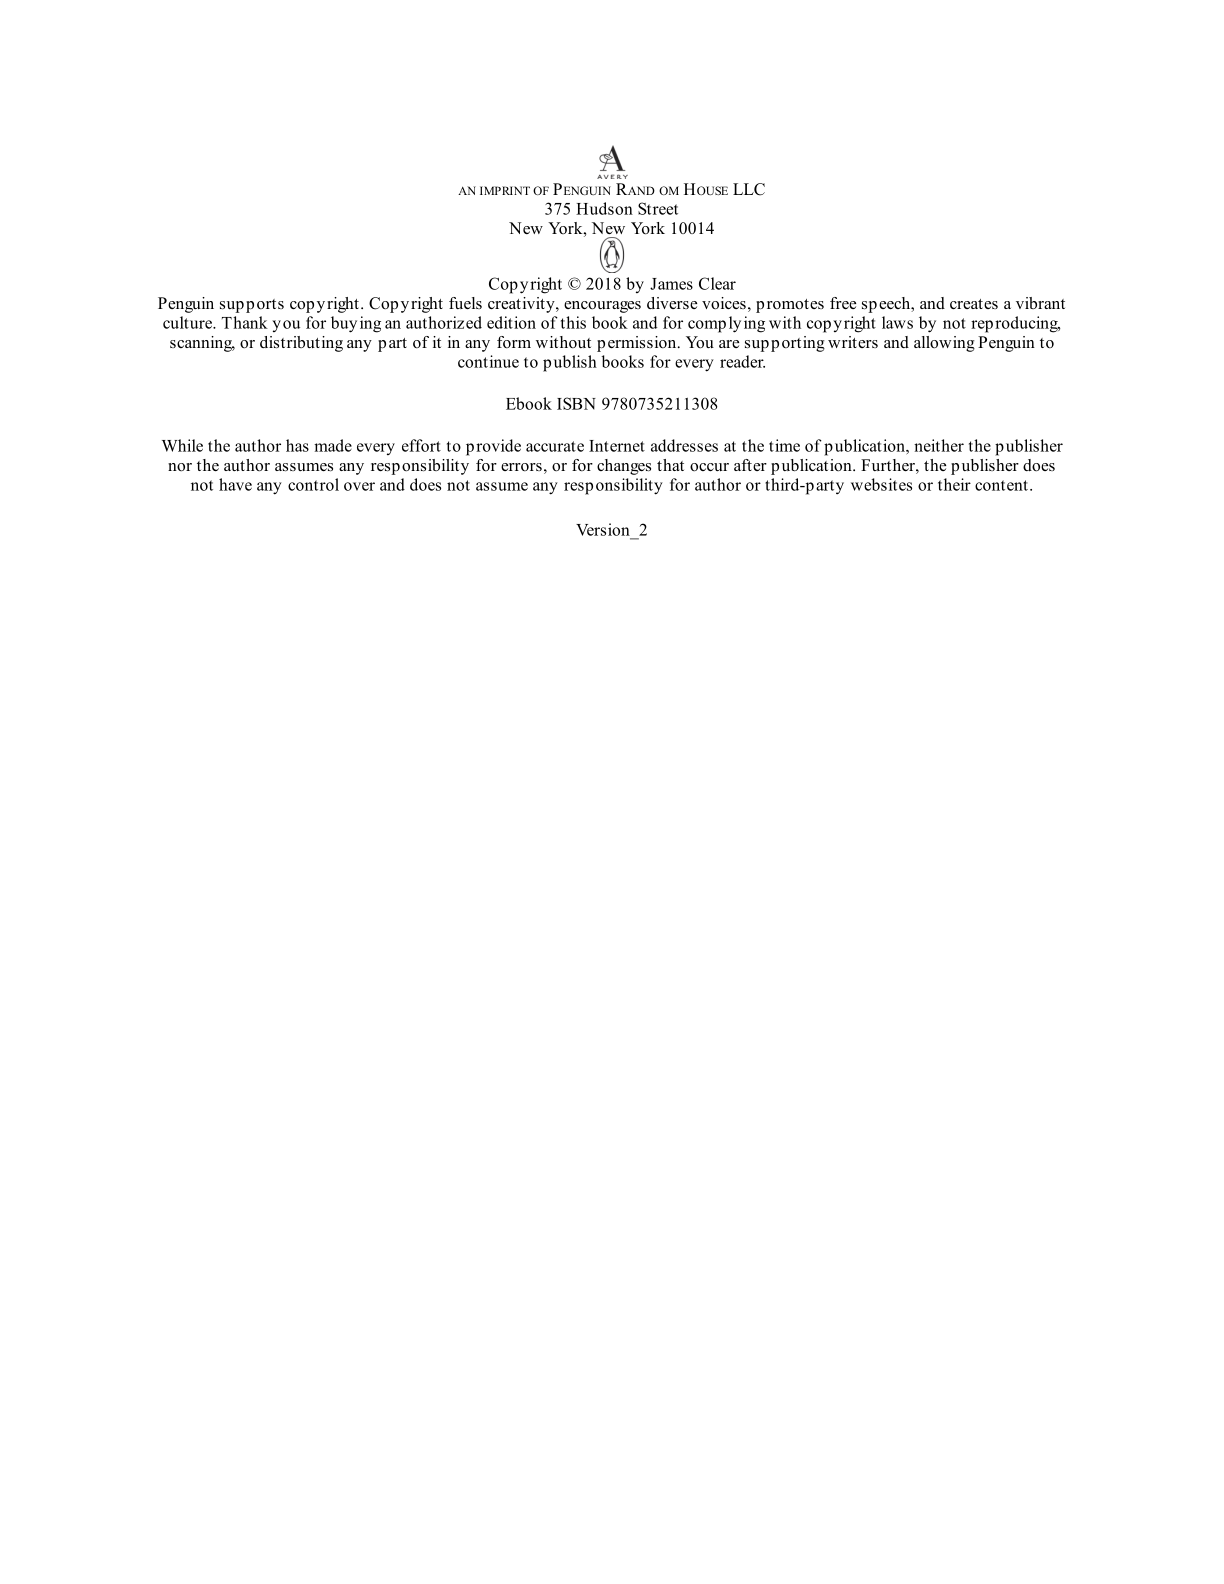 AVERY
AN IMPRINT OF PENGUIN RAND OM HOUSE LLC
375 Hudson Street
New York, New York 10014
Copyright © 2018 by James Clear
Penguin supports copyright. Copyright fuels creativity, encourages diverse voices, promotes free speech, and creates a vibrant
culture. Thank you for buying an authorized edition of this book and for complying with copyright laws by not reproducing,
scanning, or distributing any part of it in any form without permission. You are supporting writers and allowing Penguin to
continue to publish books for every reader.
Ebook ISBN 9780735211308
While the author has made every effort to provide accurate Internet addresses at the time of publication, neither the publisher
nor the author assumes any responsibility for errors, or for changes that occur after publication. Further, the publisher does
not have any control over and does not assume any responsibility for author or third-party websites or their content.
Version_2